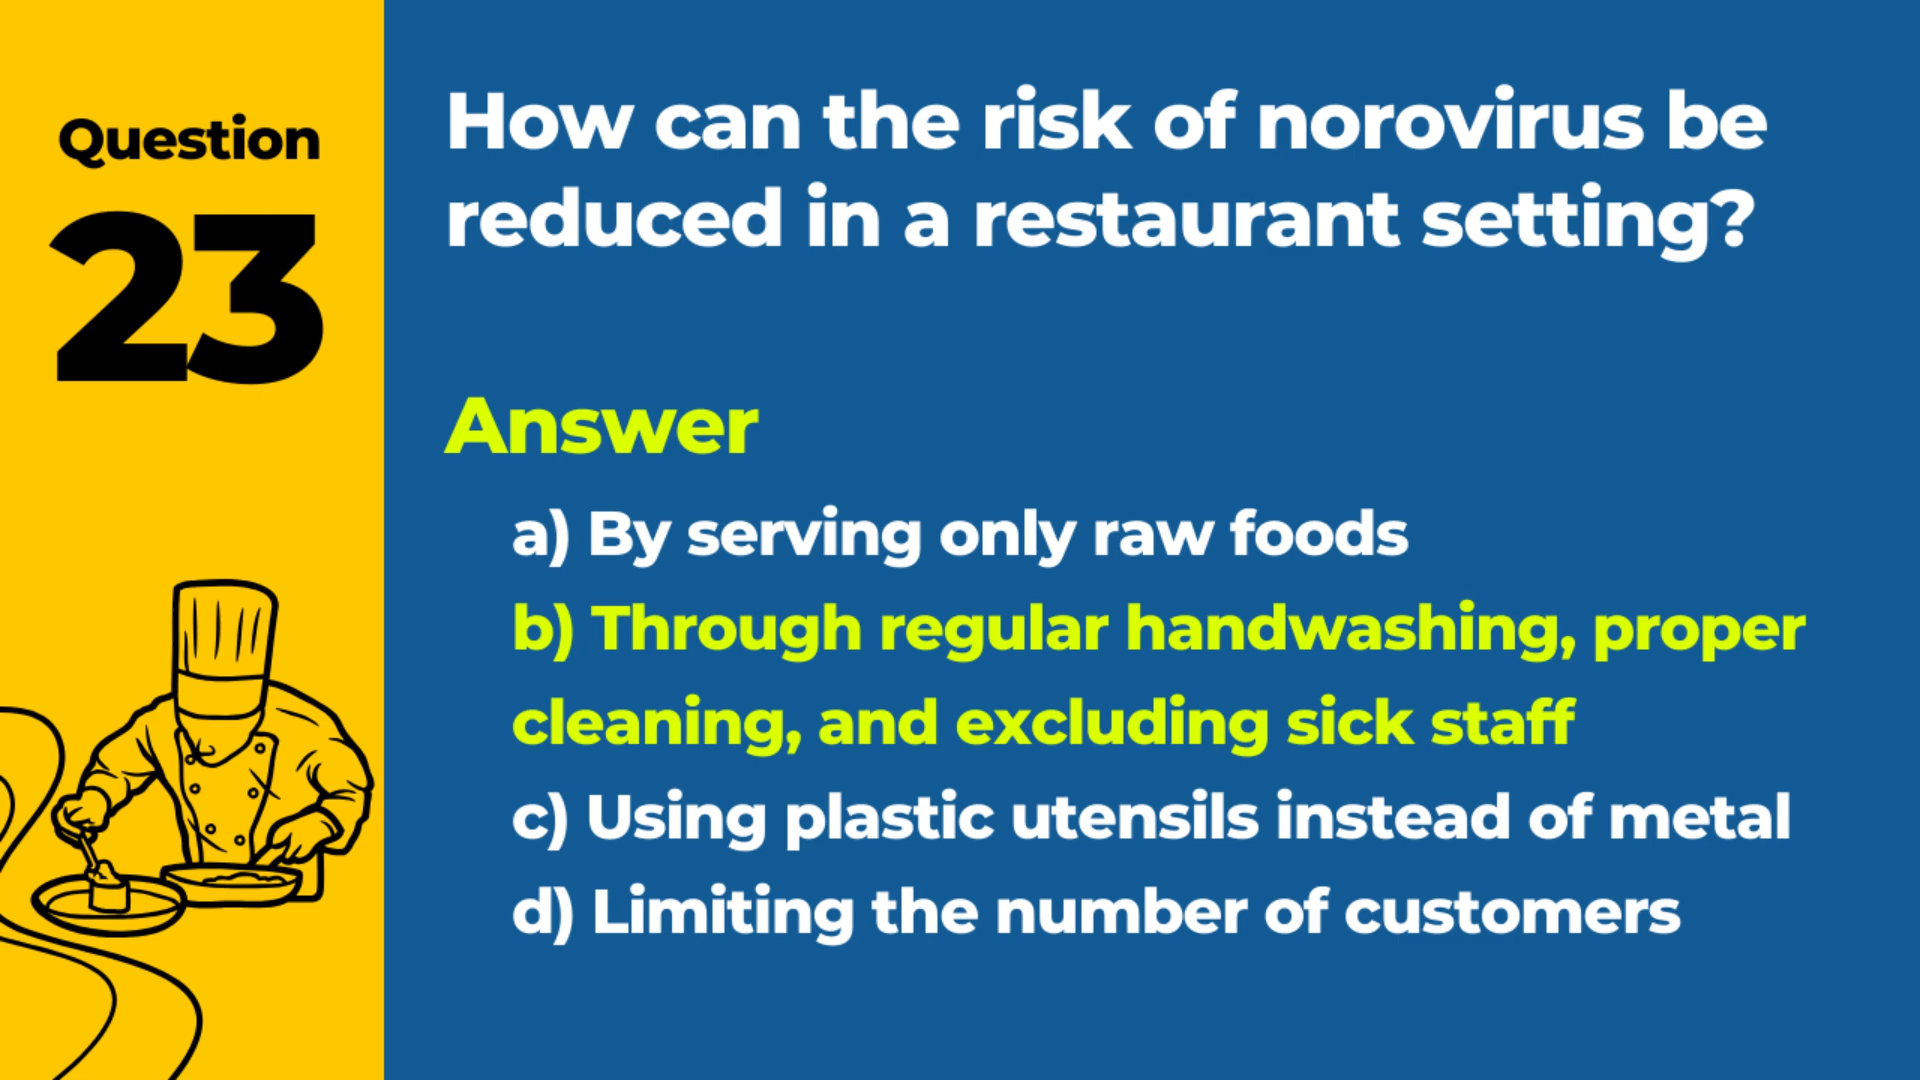 Question
23
How can the risk of norovirus be
reduced in a restaurant setting?
Answer
a) By serving only raw foods
b) Through regular handwashing, proper
cleaning, and excluding sick staff
c) Using plastic utensils instead of metal
d) Limiting the number of customers